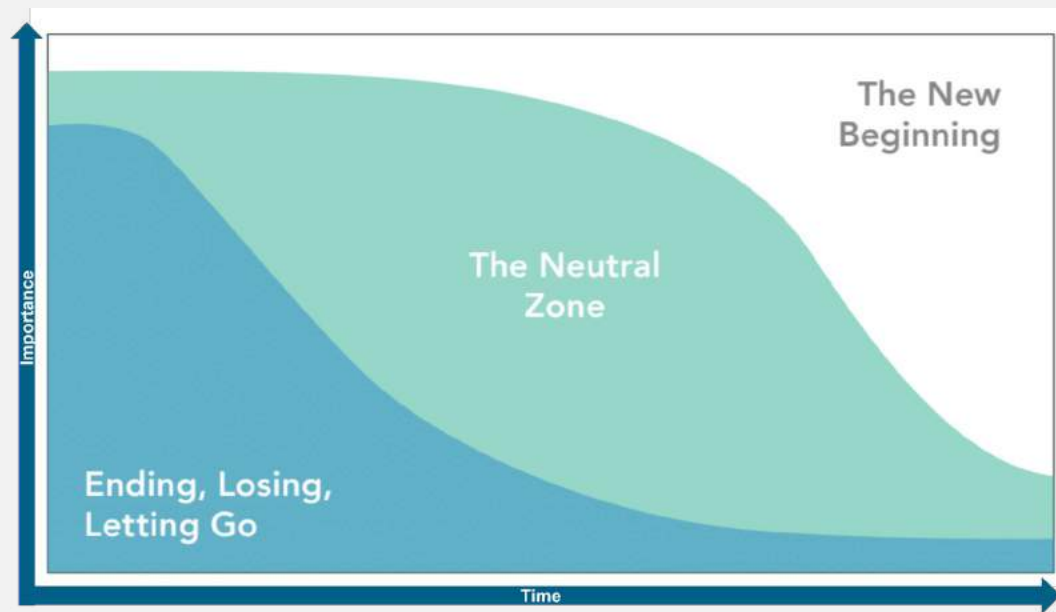 The New
Beginning
The Neutral
Zone
Importance
Ending, Losing,
Letting Go
Time